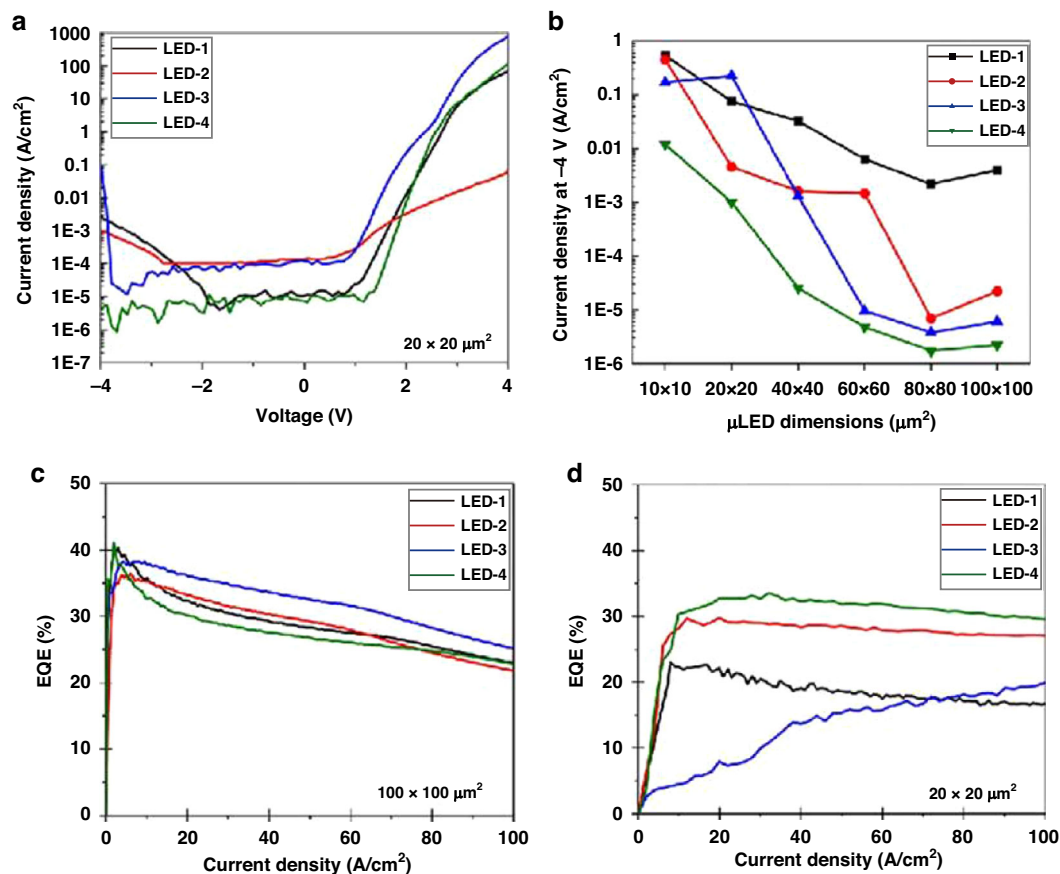 a
LED-1
LED-2
LED-3
LED-4
1000
100
10
1
0.1
0.01
1E-3
1E-4
1E-5
1E-6
1E-7
Current density (A/cm²)
−4
−2
0
2
4
Voltage (V)
20 × 20 μm²
b
LED-1
LED-2
LED-3
LED-4
1
0.1
0.01
1E-3
1E-4
1E-5
1E-6
Current density at −4 V (A/cm²)
10×10 20×20 40×40 60×60 80×80 100×100
μLED dimensions (μm²)
c
LED-1
LED-2
LED-3
LED-4
50
40
30
20
10
0
EQE (%)
100 × 100 μm²
0 20 40 60 80 100
Current density (A/cm²)
d
LED-1
LED-2
LED-3
LED-4
50
40
30
20
10
0
EQE (%)
20 × 20 μm²
0 20 40 60 80 100
Current density (A/cm²)